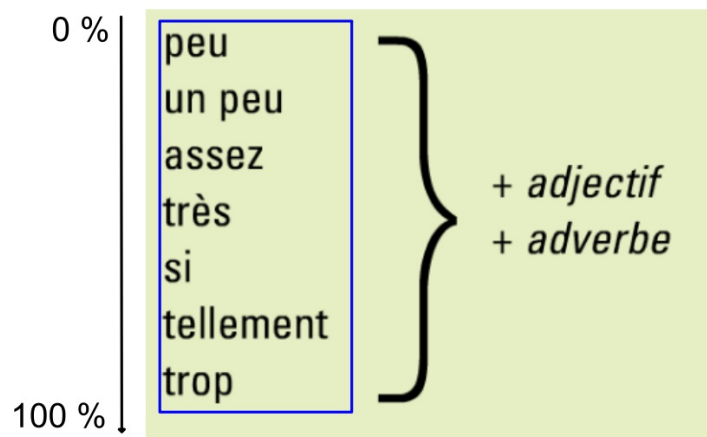 0 %
peu
un peu
assez
très
si
tellement
trop
100 %
+ adjectif
+ adverbe